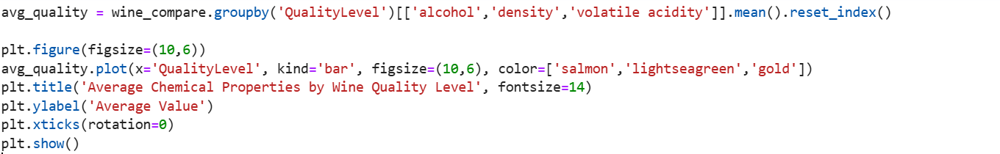 avg_quality = wine_compare.groupby('QualityLevel')[['alcohol','density','volatile acidity']].mean().reset_index()
plt.figure(figsize=(10,6))
avg_quality.plot(x='QualityLevel', kind='bar', figsize=(10,6), color=['salmon','lightseagreen','gold'])
plt.title('Average Chemical Properties by Wine Quality Level', fontsize=14)
plt.ylabel('Average Value')
plt.xticks(rotation=0)
plt.show()